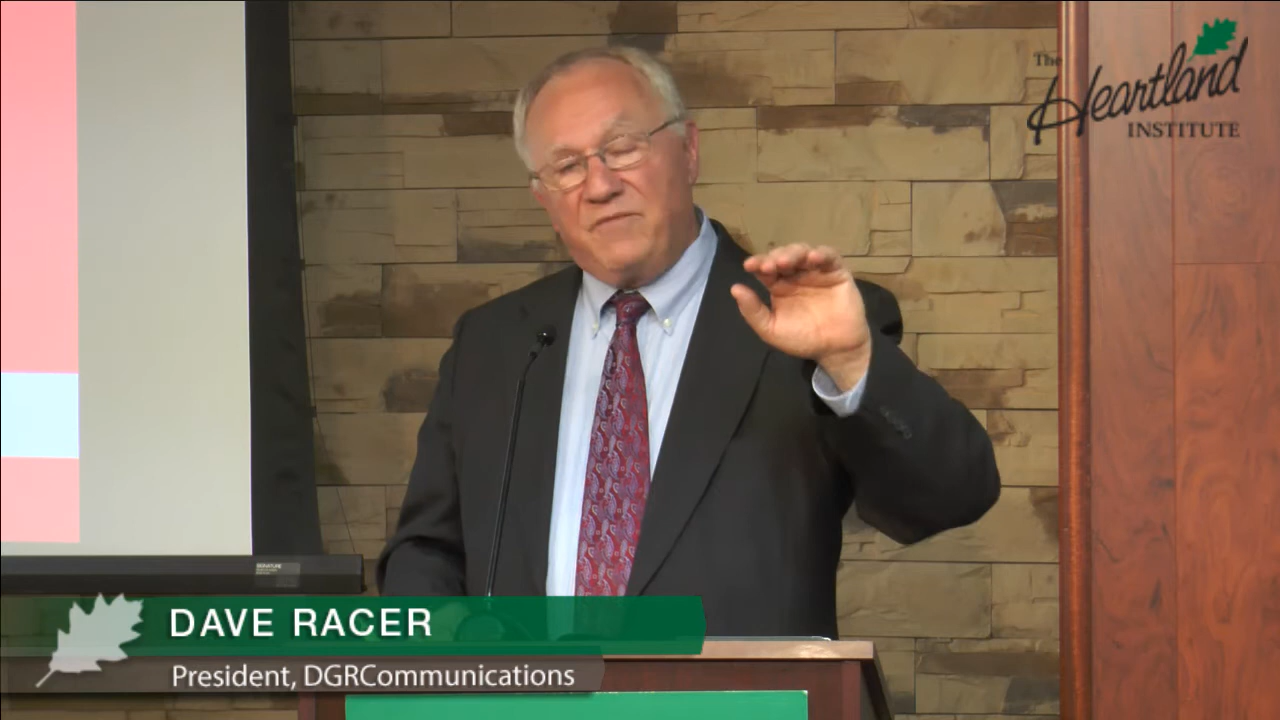 The
Heartland
INSTITUTE
DAVE RACER
President, DGRCommunications